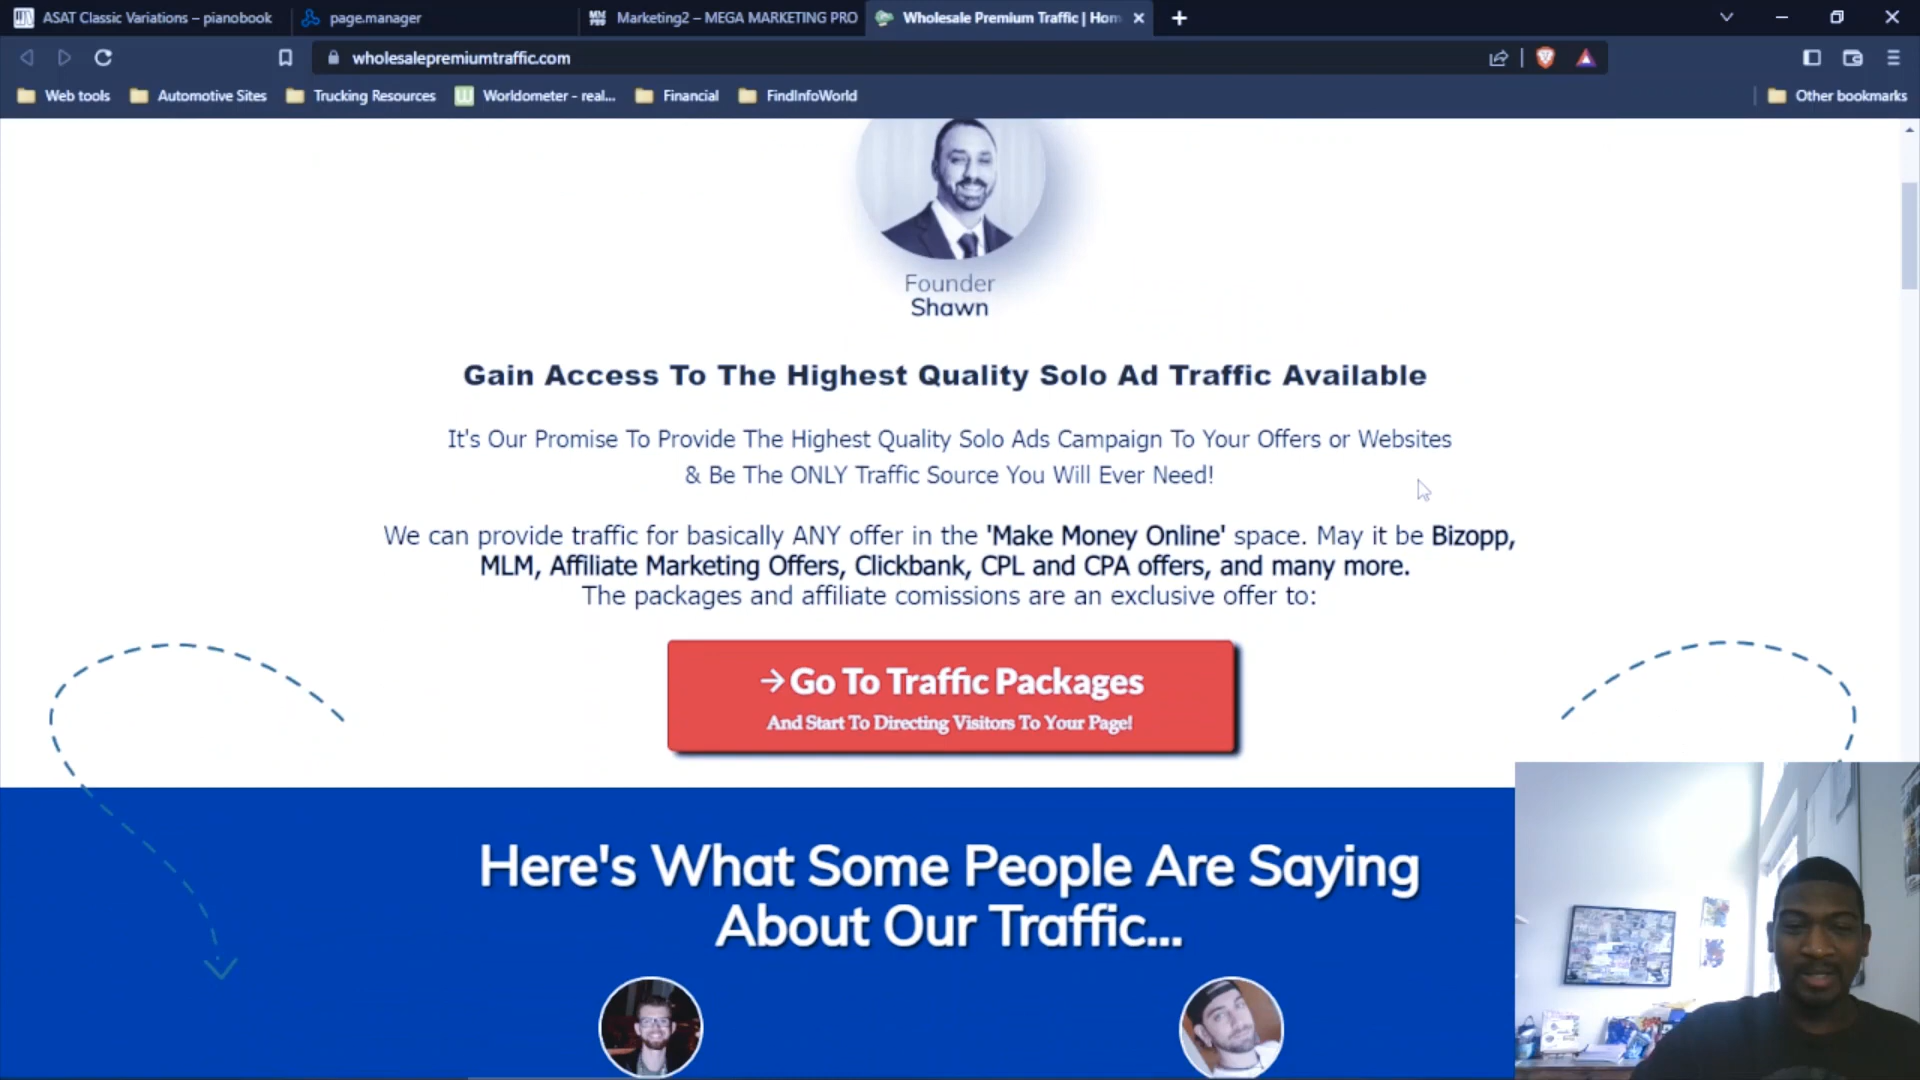 ASAT Classic Variations – pianobook
page.manager
Marketing2 – MEGA MARKETING PRO
Wholesale Premium Traffic | Hom
wholesalepremiumtraffic.com
Web tools
Automotive Sites
Trucking Resources
Worldometer - real...
Financial
FindInfoWorld
Other bookmarks
Founder
Shawn
Gain Access To The Highest Quality Solo Ad Traffic Available
It's Our Promise To Provide The Highest Quality Solo Ads Campaign To Your Offers or Websites
& Be The ONLY Traffic Source You Will Ever Need!
We can provide traffic for basically ANY offer in the 'Make Money Online' space. May it be Bizopp,
MLM, Affiliate Marketing Offers, Clickbank, CPL and CPA offers, and many more.
The packages and affiliate comissions are an exclusive offer to:
→Go To Traffic Packages
And Start To Directing Visitors To Your Page!
Here's What Some People Are Saying
About Our Traffic...